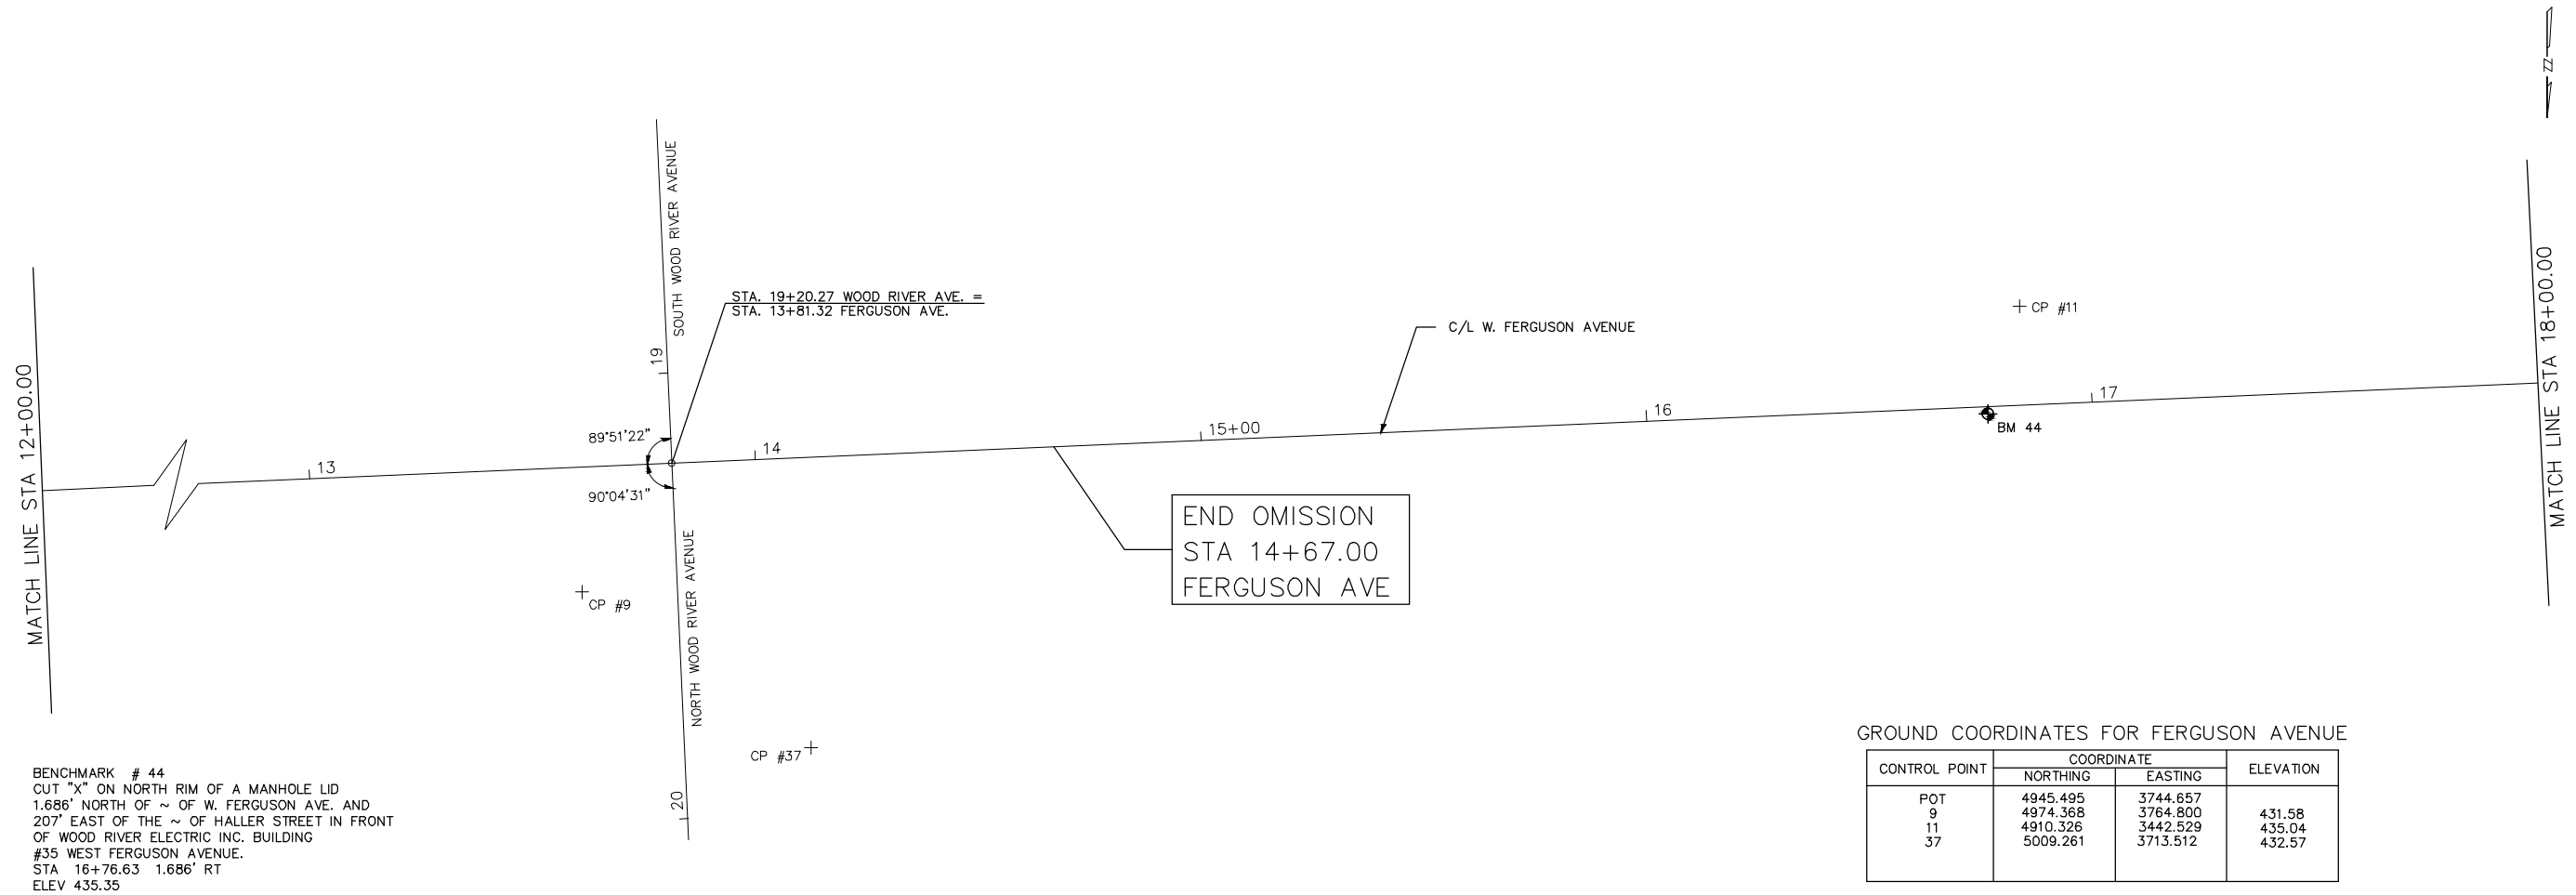 ZZ
MATCH LINE STA 12+00.00
13
89°51'22"
90°04'31"
SOUTH WOOD RIVER AVENUE
19
STA. 19+20.27 WOOD RIVER AVE. =
STA. 13+81.32 FERGUSON AVE.
14
NORTH WOOD RIVER AVENUE
20
CP #9
CP #37
15+00
END OMISSION
STA 14+67.00
FERGUSON AVE
C/L W. FERGUSON AVENUE
16
CP #11
BM 44
17
MATCH LINE STA 18+00.00
BENCHMARK # 44
CUT "X" ON NORTH RIM OF A MANHOLE LID
1.686' NORTH OF ~ OF W. FERGUSON AVE. AND
207' EAST OF THE ~ OF HALLER STREET IN FRONT
OF WOOD RIVER ELECTRIC INC. BUILDING
#35 WEST FERGUSON AVENUE.
STA 16+76.63 1.686' RT
ELEV 435.35
GROUND COORDINATES FOR FERGUSON AVENUE
CONTROL POINT COORDINATE ELEVATION
NORTHING EASTING
POT 4945.495 3744.657
9 4974.368 3764.800 431.58
11 4910.326 3442.529 435.04
37 5009.261 3713.512 432.57